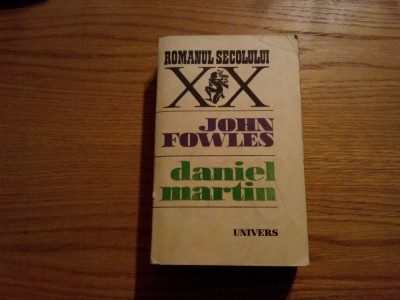 ROMANUL SECOLULUI
XX
JOHN
FOWLES
daniel
martin
UNIVERS